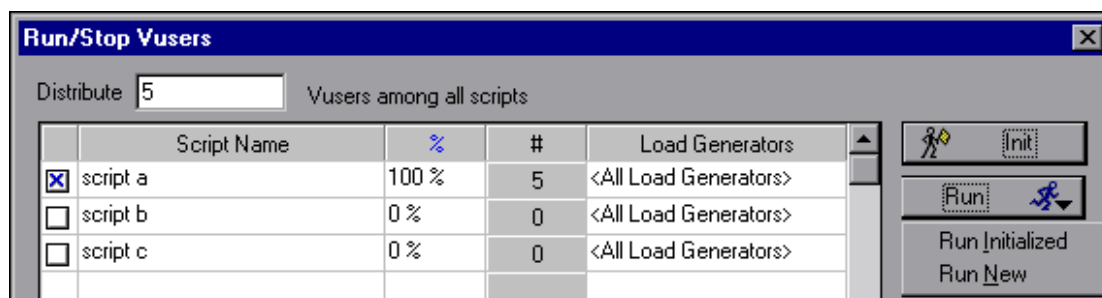 Run/Stop Vusers
Distribute 5 Vusers among all scripts
Script Name % # Load Generators
script a 100 % 5 <All Load Generators>
script b 0 % 0 <All Load Generators>
script c 0 % 0 <All Load Generators>
Init
Run
Run Initialized
Run New